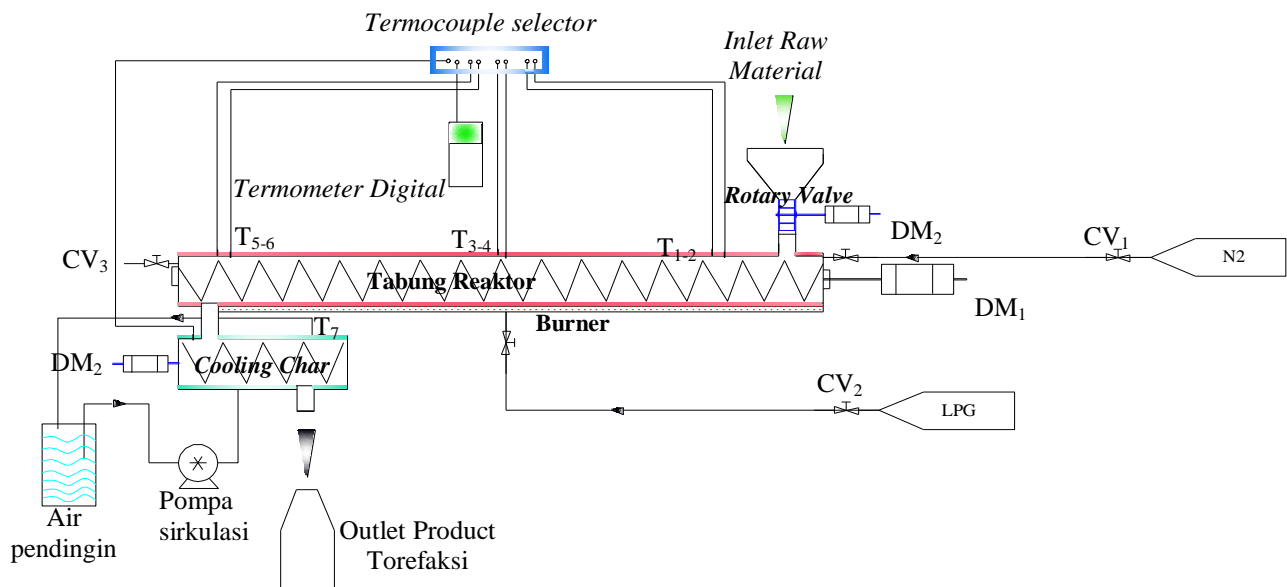 Termocouple selector
Inlet Raw
Material
Termometer Digital
Rotary Valve
T5-6
T3-4
T1-2
DM2
CV1
N2
CV3
Tabung Reaktor
DM1
Burner
T7
DM2
Cooling Char
CV2
LPG
Pompa
sirkulasi
Air
pendingin
Outlet Product
Torefaksi